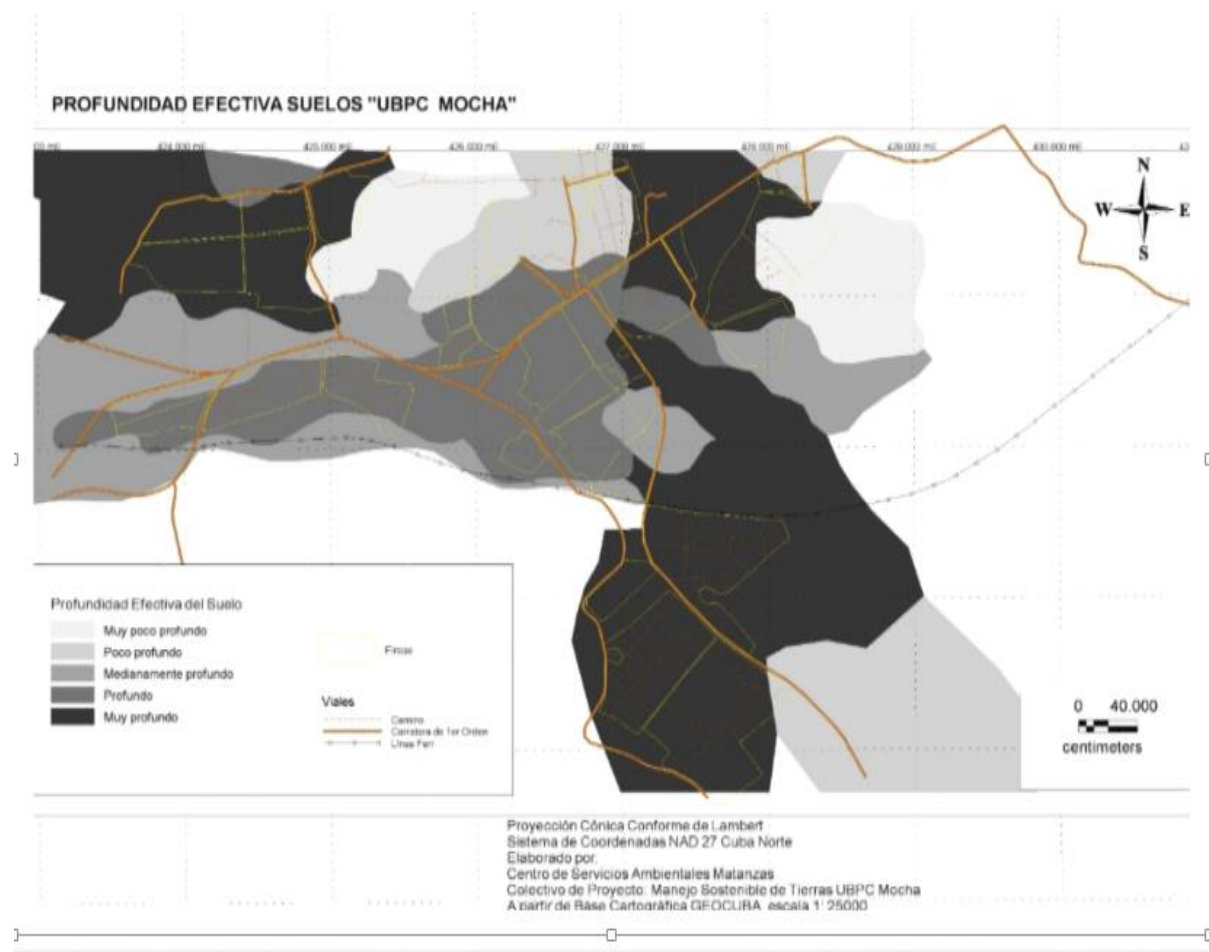 PROFUNDIDAD EFECTIVA SUELOS "UBPC MOCHA"
424.000 mE
425.000 mE
426.000 mE
427.000 mE
428.000 mE
429.000 mE
430.000 mE
N
W E
S
Profundidad Efectiva del Suelo
Muy poco profundo
Poco profundo
Medianamente profundo
Profundo
Muy profundo
Fincas
Viales
Camino
Carretera de 1er Orden
Línea Ferr
0 40.000
centimeters
Proyección Cónica Conforme de Lambert
Sistema de Coordenadas NAD 27 Cuba Norte
Elaborado por:
Centro de Servicios Ambientales Matanzas
Colectivo de Proyecto: Manejo Sostenible de Tierras UBPC Mocha
A partir de Base Cartográfica GEOCUBA escala 1: 25000